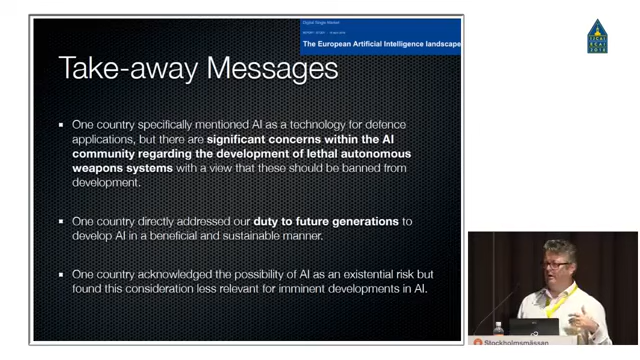 Digital Single Market
The European Artificial Intelligence landscape
Take-away Messages
One country specifically mentioned AI as a technology for defence
applications, but there are significant concerns within the AI
community regarding the development of lethal autonomous
weapons systems with a view that these should be banned from
development.
One country directly addressed our duty to future generations to
develop AI in a beneficial and sustainable manner.
One country acknowledged the possibility of AI as an existential risk but
found this consideration less relevant for imminent developments in AI.
IJCAI
ECAI
2018
Stockholmsmässan